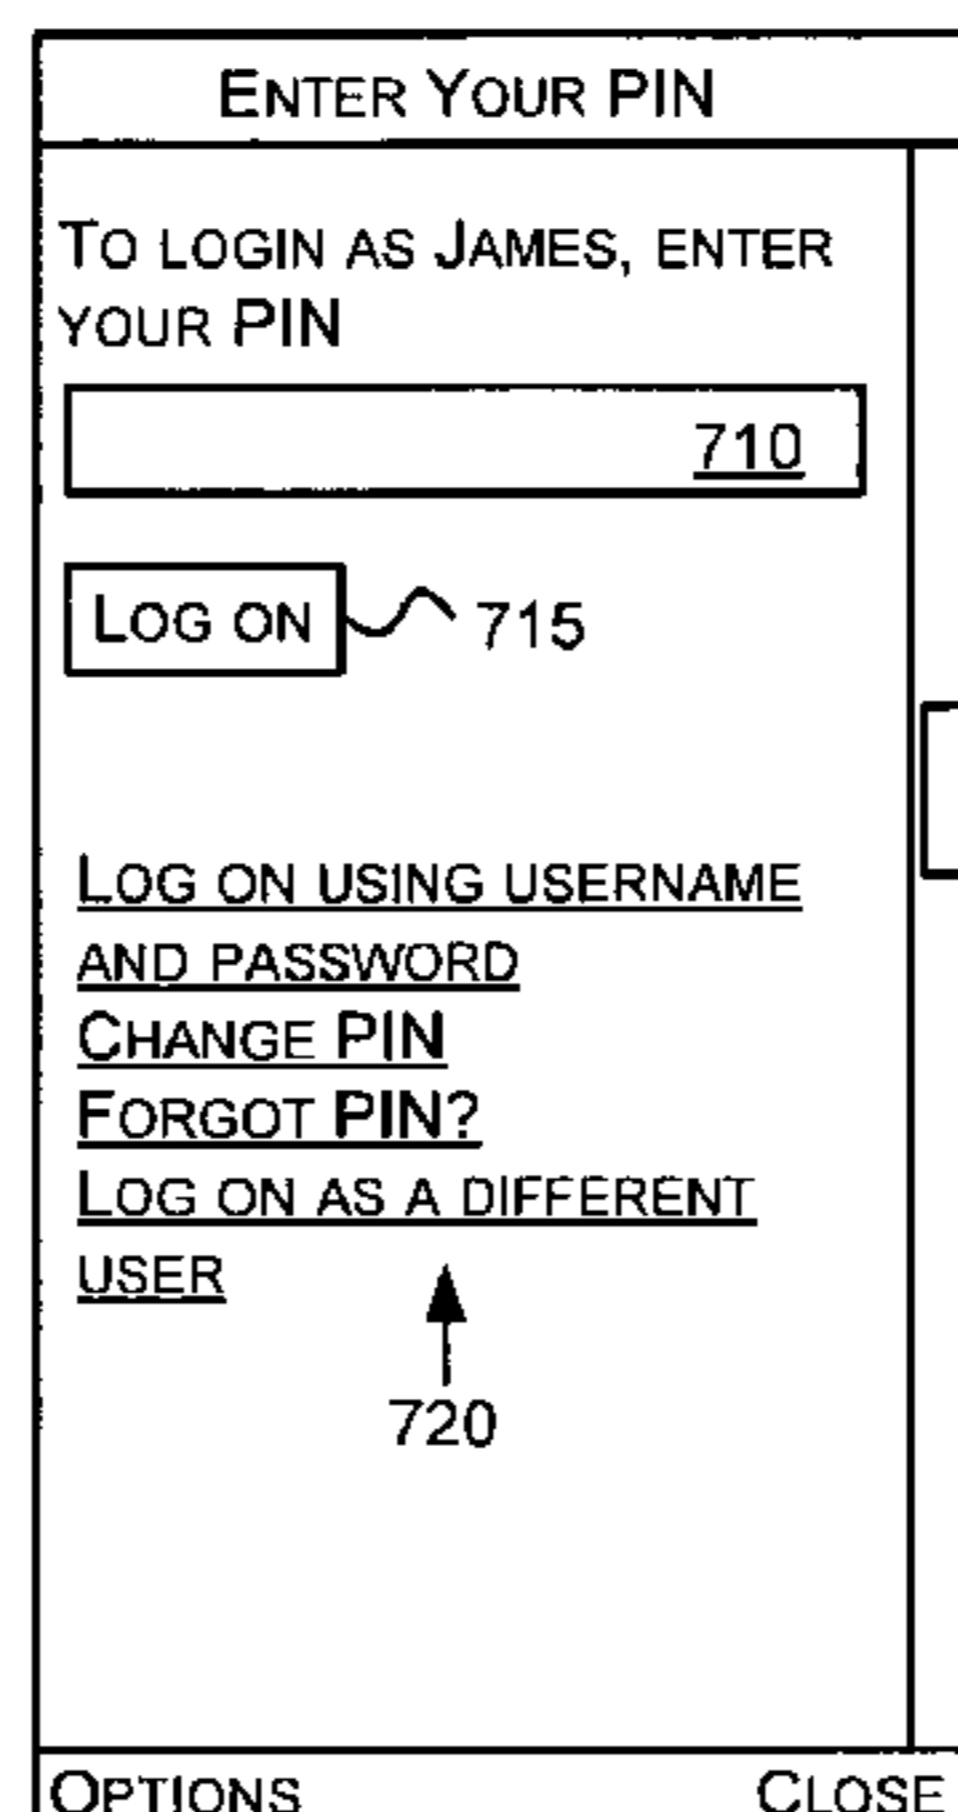 ENTER YOUR PIN
TO LOGIN AS JAMES, ENTER
YOUR PIN
710
LOG ON 715
LOG ON USING USERNAME
AND PASSWORD
CHANGE PIN
FORGOT PIN?
LOG ON AS A DIFFERENT
USER
720
OPTIONS CLOSE